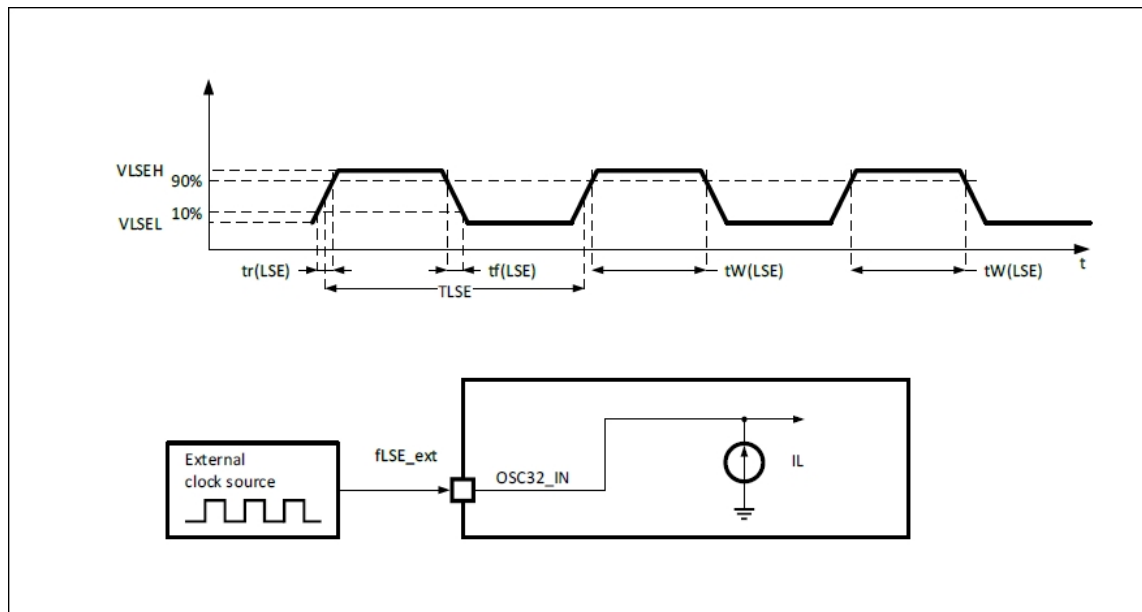 VLSEH
90%
10%
VLSEL
tr(LSE)
tf(LSE)
tW(LSE)
tW(LSE)
t
TLSE
External
clock source
fLSE_ext
OSC32_IN
IL